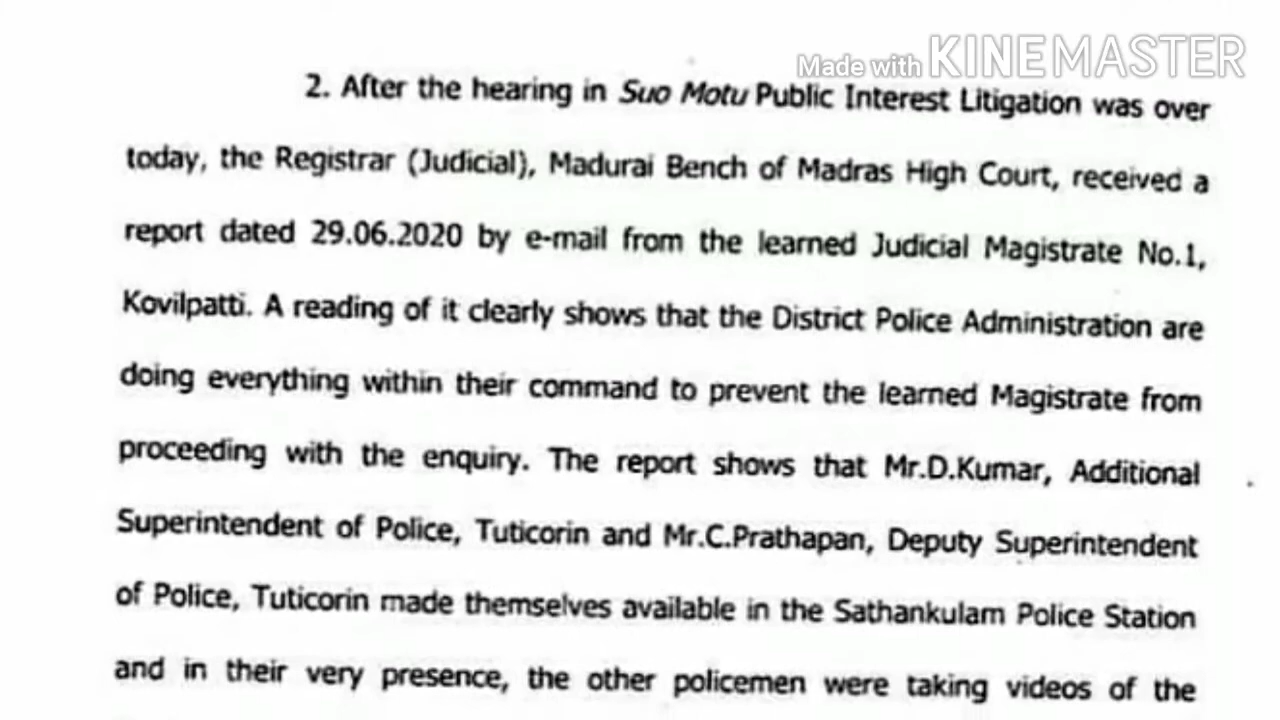 Made with KINEMASTER
2. After the hearing in Suo Motu Public Interest Litigation was over
today, the Registrar (Judicial), Madurai Bench of Madras High Court, received a
report dated 29.06.2020 by e-mail from the learned Judicial Magistrate No.1,
Kovilpatti. A reading of it clearly shows that the District Police Administration are
doing everything within their command to prevent the learned Magistrate from
proceeding with the enquiry. The report shows that Mr.D.Kumar, Additional
Superintendent of Police, Tuticorin and Mr.C.Prathapan, Deputy Superintendent
of Police, Tuticorin made themselves available in the Sathankulam Police Station
and in their very presence, the other policemen were taking videos of the